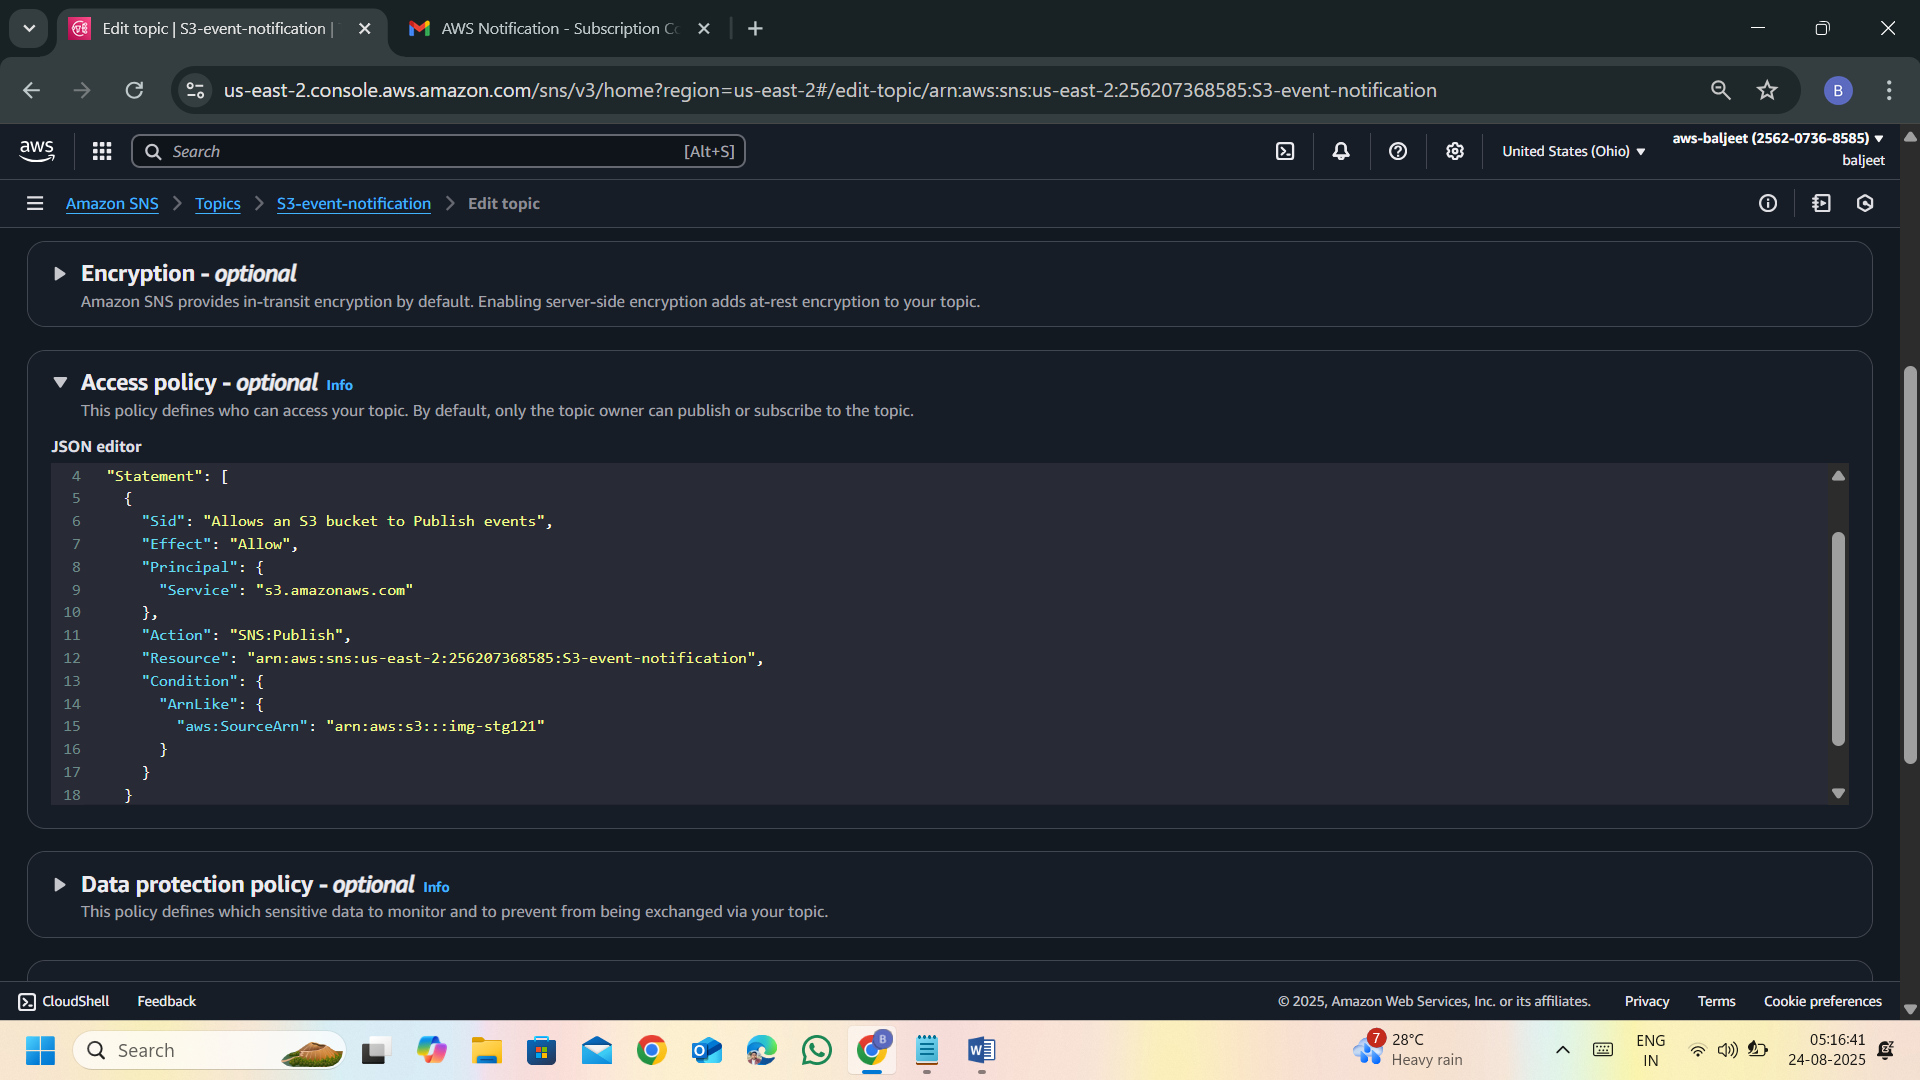 Edit topic | S3-event-notification |
AWS Notification - Subscription Co
us-east-2.console.aws.amazon.com/sns/v3/home?region=us-east-2#/edit-topic/arn:aws:sns:us-east-2:256207368585:S3-event-notification
B
aws
Search
[Alt+S]
United States (Ohio)
aws-baljeet (2562-0736-8585)
baljeet
Amazon SNS
Topics
S3-event-notification
Edit topic
Encryption - optional
Amazon SNS provides in-transit encryption by default. Enabling server-side encryption adds at-rest encryption to your topic.
Access policy - optional Info
This policy defines who can access your topic. By default, only the topic owner can publish or subscribe to the topic.
JSON editor
4 "Statement": [
5 {
6 "Sid": "Allows an S3 bucket to Publish events",
7 "Effect": "Allow",
8 "Principal": {
9 "Service": "s3.amazonaws.com"
10 },
11 "Action": "SNS:Publish",
12 "Resource": "arn:aws:sns:us-east-2:256207368585:S3-event-notification",
13 "Condition": {
14 "ArnLike": {
15 "aws:SourceArn": "arn:aws:s3:::img-stg121"
16 }
17 }
18 }
Data protection policy - optional Info
This policy defines which sensitive data to monitor and to prevent from being exchanged via your topic.
CloudShell
Feedback
© 2025, Amazon Web Services, Inc. or its affiliates.
Privacy
Terms
Cookie preferences
Search
B
7
28°C
Heavy rain
ENG
IN
05:16:41
24-08-2025